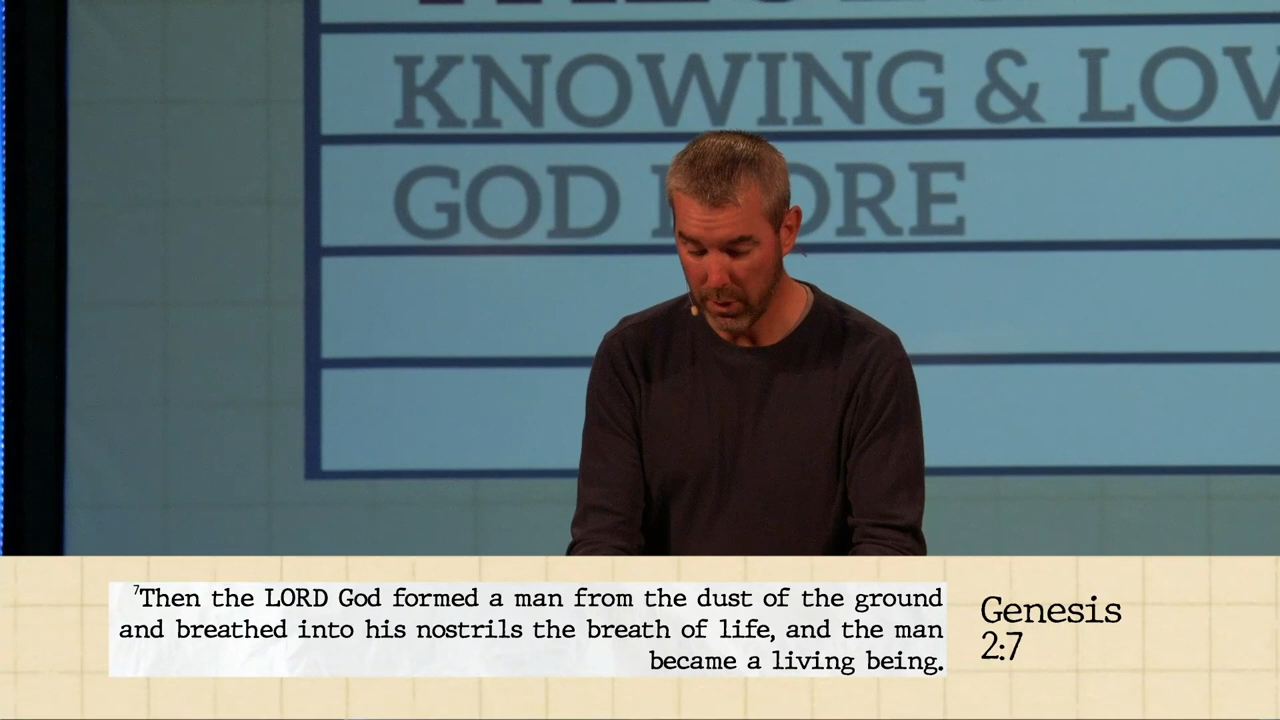 KNOWING & LOV
GOD MORE
⁷Then the LORD God formed a man from the dust of the ground
and breathed into his nostrils the breath of life, and the man
became a living being.
Genesis
2:7